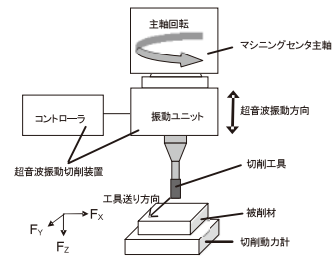 主軸回転
マシニングセンタ主軸
コントローラ
振動ユニット
超音波振動方向
超音波振動切削装置
切削工具
工具送り方向
被削材
切削動力計
FX
FY
FZ